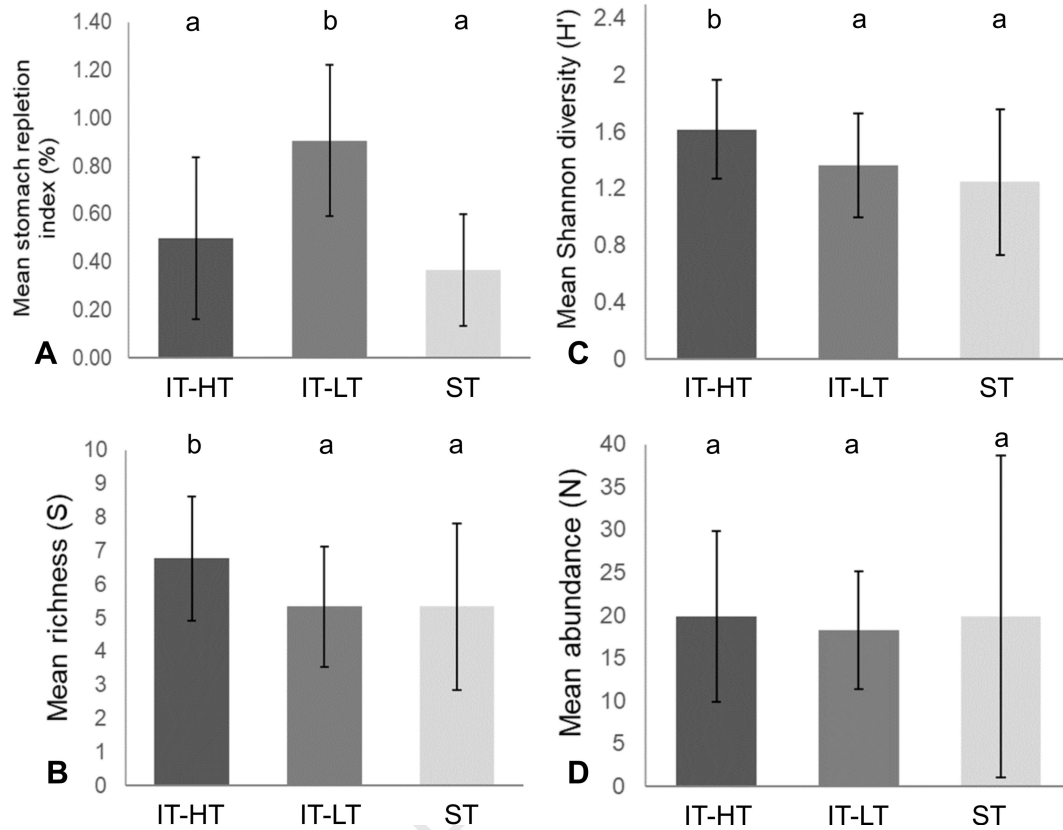 Mean stomach repletion
index (%)
1.40
1.20
1.00
0.80
0.60
0.40
0.20
0.00
a
b
a
A
IT-HT
IT-LT
ST
Mean Shannon diversity (H')
2.4
2
1.6
1.2
0.8
0.4
0
b
a
a
C
IT-HT
IT-LT
ST
Mean richness (S)
10
9
8
7
6
5
4
3
2
1
0
b
a
a
B
IT-HT
IT-LT
ST
Mean abundance (N)
40
35
30
25
20
15
10
5
0
a
a
a
D
IT-HT
IT-LT
ST